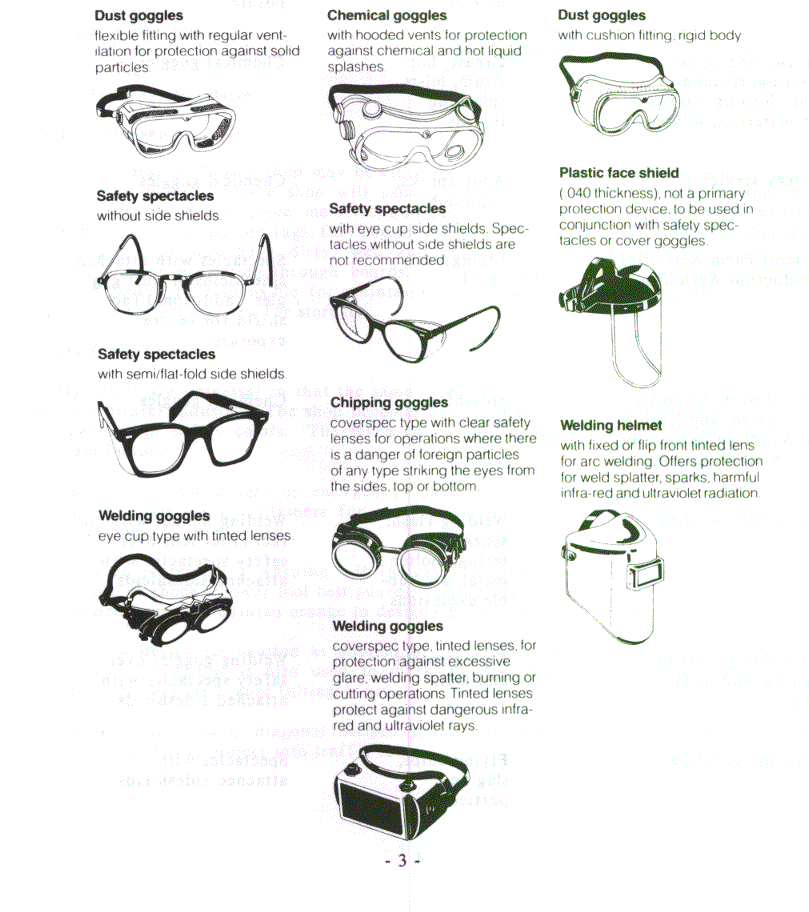 Dust goggles
flexible fitting with regular vent-
ilation for protection against solid
particles.
Safety spectacles
without side shields.
Safety spectacles
with semi/flat-fold side shields.
Welding goggles
eye cup type with tinted lenses.
Chemical goggles
with hooded vents for protection
against chemical and hot liquid
splashes.
Safety spectacles
with eye cup side shields. Spec-
tacles without side shields are
not recommended.
Chipping goggles
coverspec type with clear safety
lenses for operations where there
is a danger of foreign particles
of any type striking the eyes from
the sides, top or bottom.
Welding goggles
coverspec type, tinted lenses, for
protection against excessive
glare, welding spatter, burning or
cutting operations. Tinted lenses
protect against dangerous infra-
red and ultraviolet rays.
Dust goggles
with cushion fitting, rigid body.
Plastic face shield
(.040 thickness), not a primary
protection device, to be used in
conjunction with safety spec-
tacles or cover goggles.
Welding helmet
with fixed or flip front tinted lens
for arc welding. Offers protection
for weld splatter, sparks, harmful
infra-red and ultraviolet radiation.
- 3 -